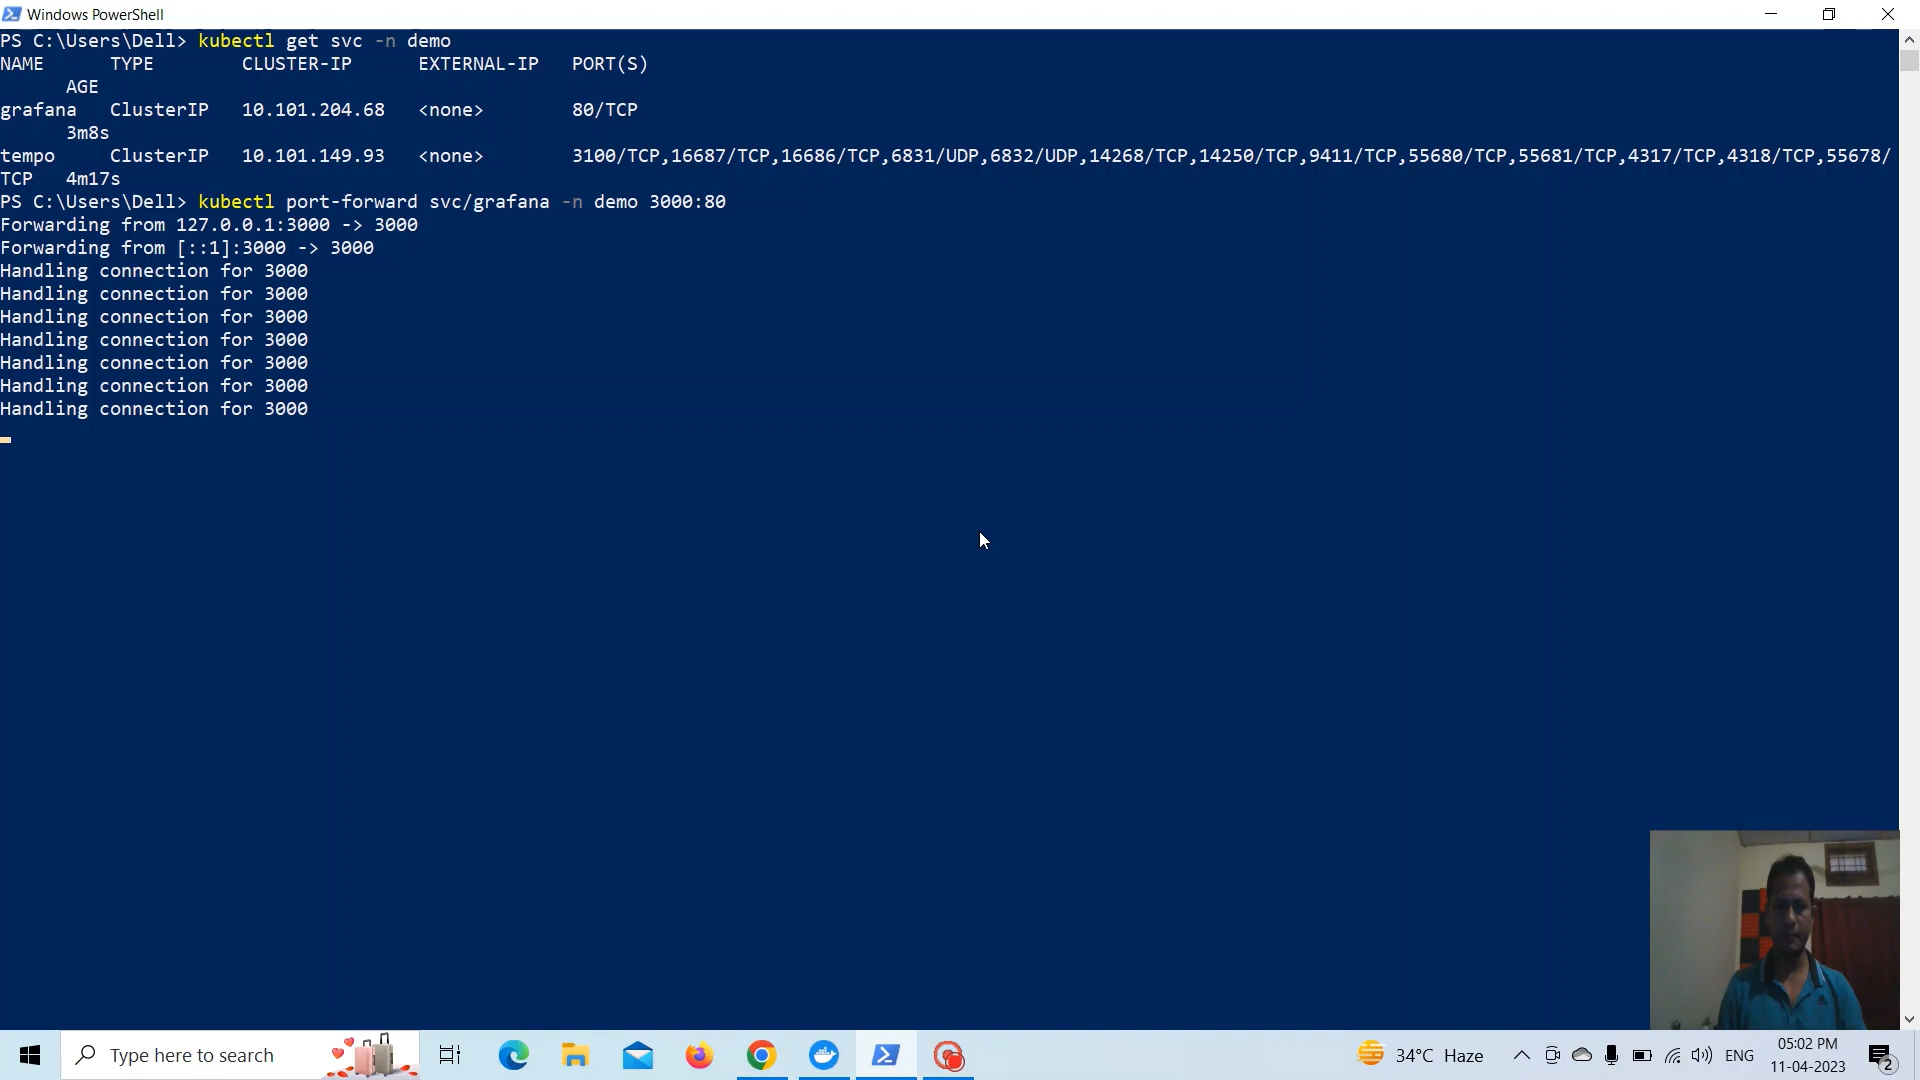 Windows PowerShell
PS C:\Users\Dell> kubectl get svc -n demo
NAME TYPE CLUSTER-IP EXTERNAL-IP PORT(S)
AGE
grafana ClusterIP 10.101.204.68 <none> 80/TCP
3m8s
tempo ClusterIP 10.101.149.93 <none> 3100/TCP,16687/TCP,16686/TCP,6831/UDP,6832/UDP,14268/TCP,14250/TCP,9411/TCP,55680/TCP,55681/TCP,4317/TCP,4318/TCP,55678/
TCP 4m17s
PS C:\Users\Dell> kubectl port-forward svc/grafana -n demo 3000:80
Forwarding from 127.0.0.1:3000 -> 3000
Forwarding from [::1]:3000 -> 3000
Handling connection for 3000
Handling connection for 3000
Handling connection for 3000
Handling connection for 3000
Handling connection for 3000
Handling connection for 3000
Handling connection for 3000
Type here to search
34°C Haze
ENG
05:02 PM
11-04-2023
2